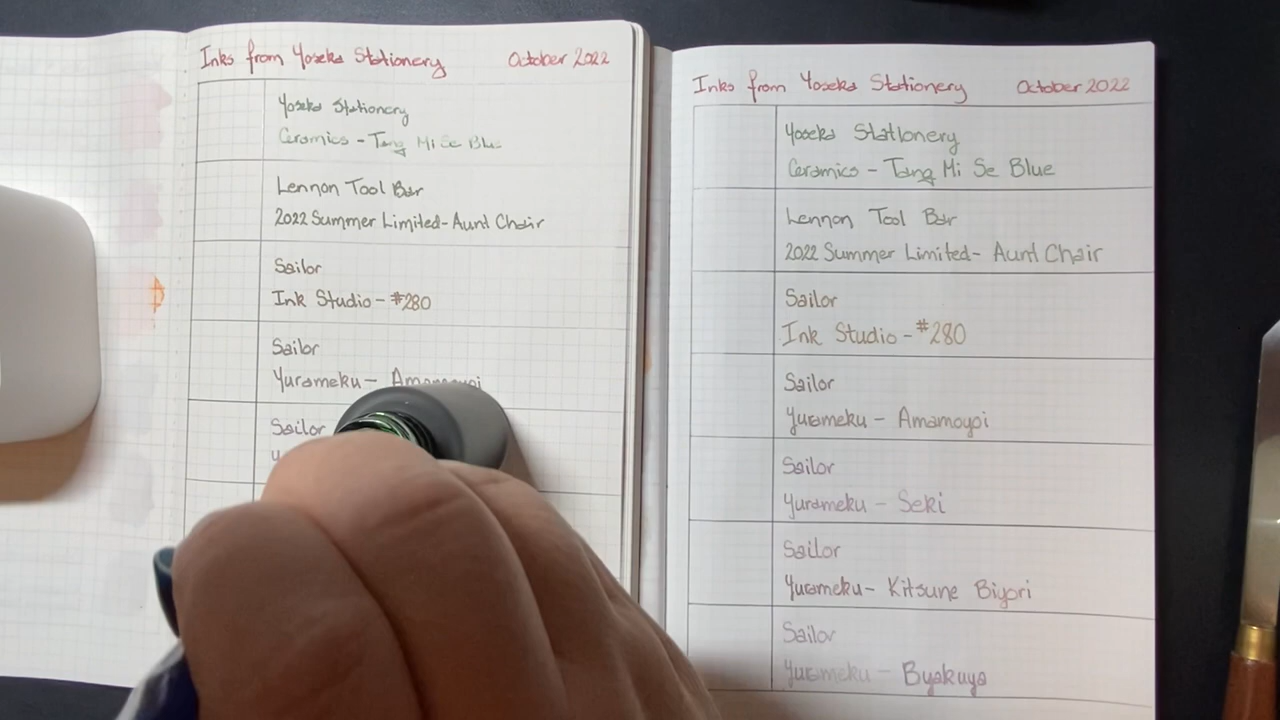 Inks from Yoseka Stationery October 2022
Yoseka Stationery
Ceramics - Tang Mi Se Blue
Lennon Tool Bar
2022 Summer Limited- Aunt Chair
Sailor
Ink Studio - #280
Sailor
Yurameku - Amamoyoi
Sailor
Inks from Yoseka Stationery October 2022
Yoseka Stationery
Ceramics - Tang Mi Se Blue
Lennon Tool Bar
2022 Summer Limited- Aunt Chair
Sailor
Ink Studio - #280
Sailor
Yurameku - Amamoyoi
Sailor
Yurameku - Seki
Sailor
Yurameku - Kitsune Biyori
Sailor
Yurameku - Byakuya